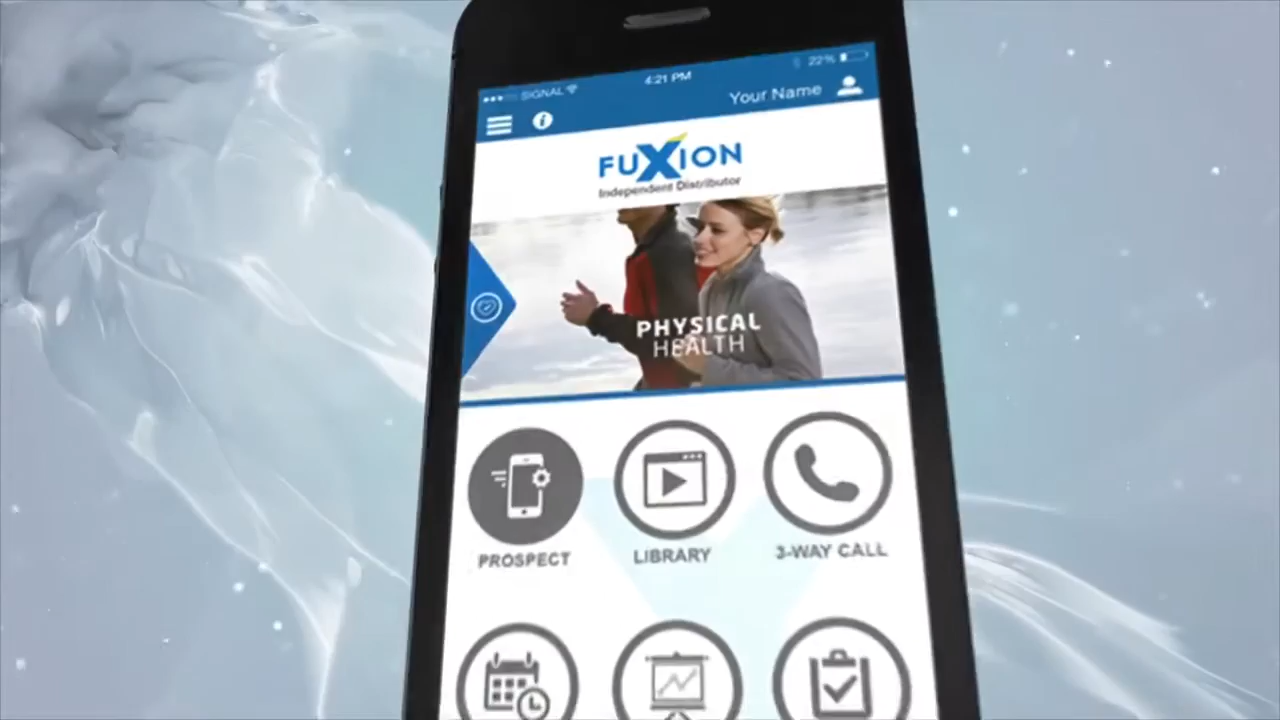 SIGNAL
4:21 PM
22%
Your Name
FUXION
Independent Distributor
PHYSICAL
HEALTH
PROSPECT
LIBRARY
3-WAY CALL